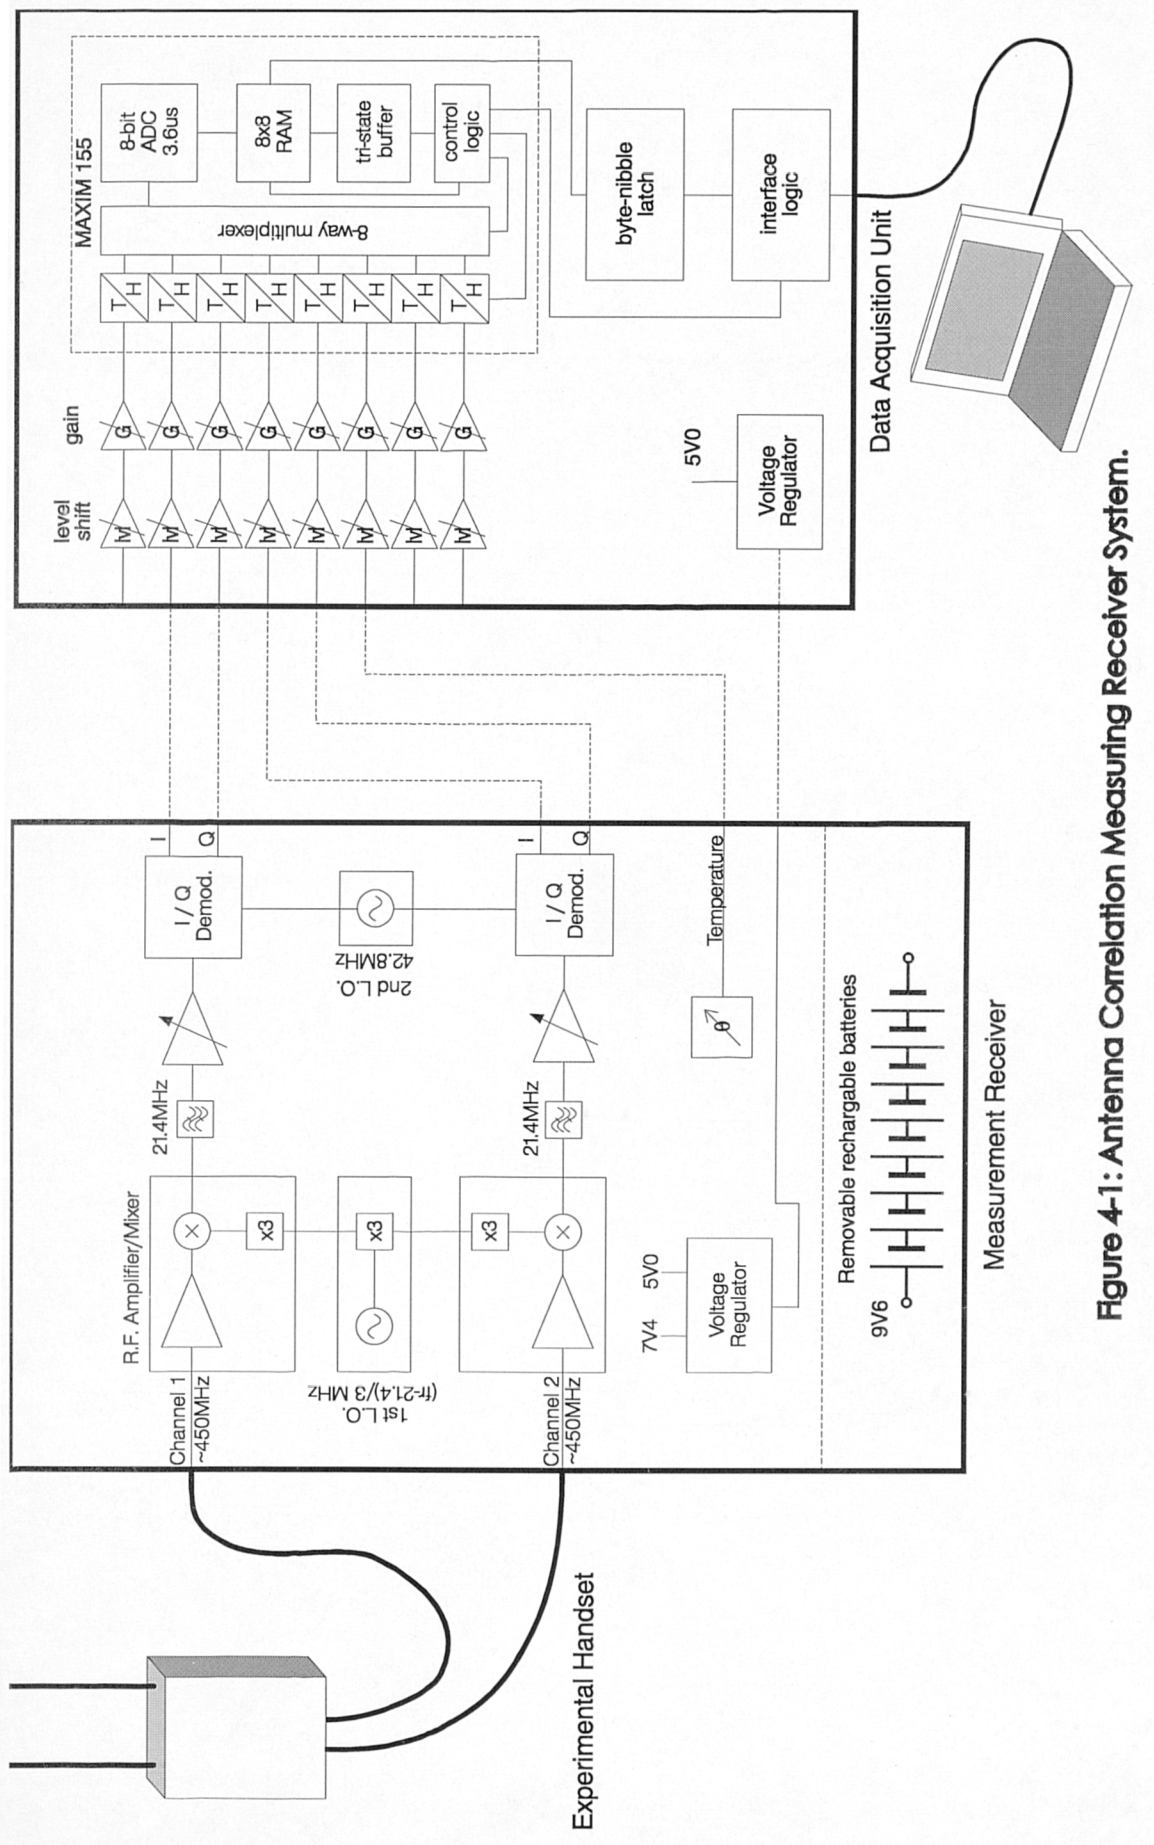 MAXIM 155
8-bit
ADC
3.6us
8x8
RAM
tri-state
buffer
control
logic
8-way multiplexer
T H
T H
T H
T H
T H
T H
T H
T H
gain
G
G
G
G
G
G
G
G
level
shift
M
M
M
M
M
M
M
M
byte-nibble
latch
interface
logic
5V0
Voltage
Regulator
Data Acquisition Unit
I
Q
I / Q
Demod.
2nd L.O.
42.8MHz
I
Q
I / Q
Demod.
21.4MHz
21.4MHz
R.F. Amplifier/Mixer
×
x3
x3
x3
×
1st L.O.
(fr-21.4)/3 MHz
Channel 1
~450MHz
Channel 2
~450MHz
Temperature
θ
7V4
5V0
Voltage
Regulator
Removable rechargable batteries
9V6
Measurement Receiver
Experimental Handset
Figure 4-1: Antenna Correlation Measuring Receiver System.